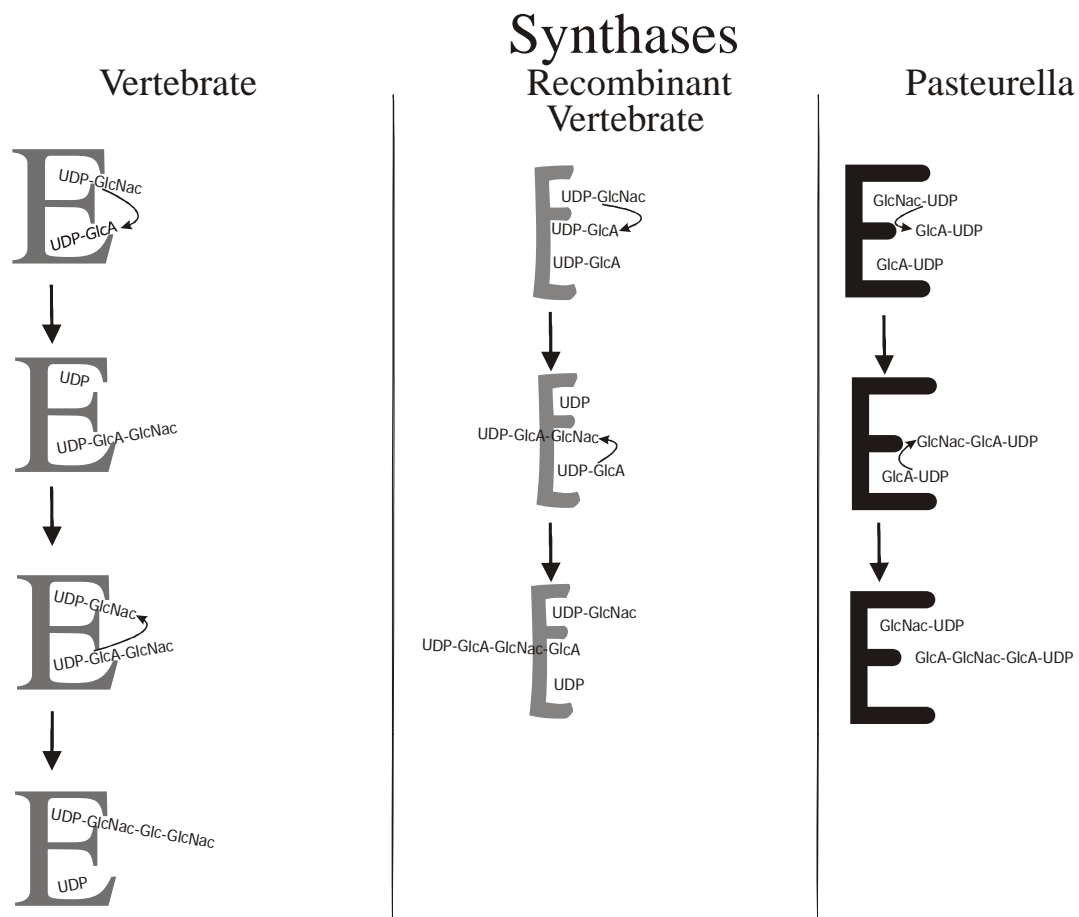 Synthases
Vertebrate
UDP-GlcNac
UDP-GlcA
UDP
UDP-GlcA-GlcNac
UDP-GlcNac
UDP-GlcA-GlcNac
UDP-GlcNac-Glc-GlcNac
UDP
Recombinant
Vertebrate
UDP-GlcNac
UDP-GlcA
UDP-GlcA
UDP
UDP-GlcA-GlcNac
UDP-GlcA
UDP-GlcNac
UDP-GlcA-GlcNac-GlcA
UDP
Pasteurella
GlcNac-UDP
GlcA-UDP
GlcA-UDP
GlcNac-GlcA-UDP
GlcA-UDP
GlcNac-UDP
GlcA-GlcNac-GlcA-UDP